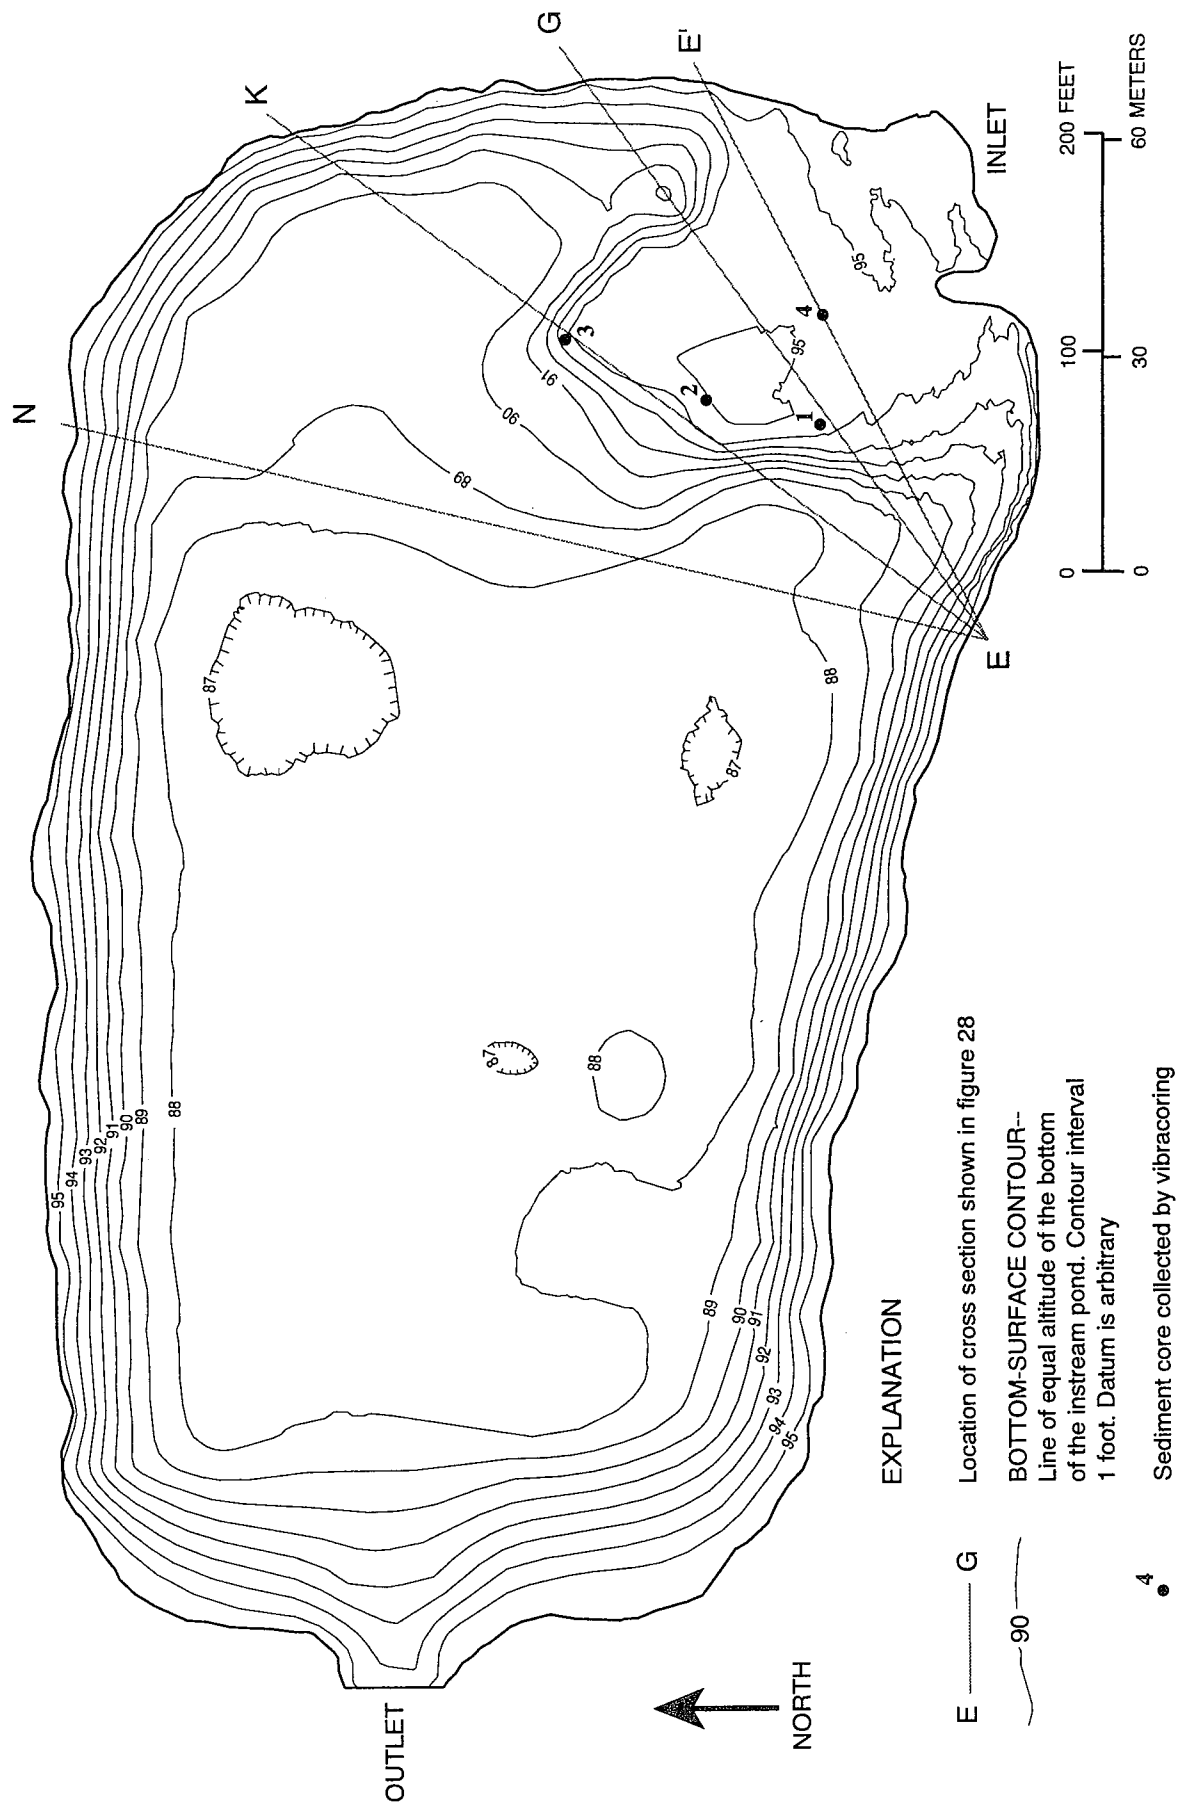 N
K
G
E'
E
INLET
OUTLET
NORTH
1
2
3
4
95
94
93
92
91
90
89
88
87
87
87
88
88
89
90
91
95
95
89
90
91
92
93
94
95
0 100 200 FEET
0 30 60 METERS
EXPLANATION
E G Location of cross section shown in figure 28
90 BOTTOM-SURFACE CONTOUR--
Line of equal altitude of the bottom
of the instream pond. Contour interval
1 foot. Datum is arbitrary
4 Sediment core collected by vibracoring